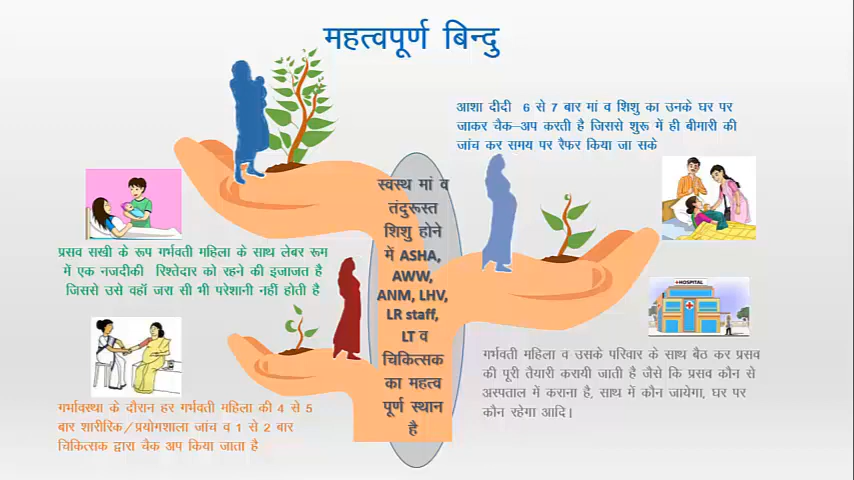 महत्वपूर्ण बिन्दु
आशा दीदी 6 से 7 बार मां व शिशु का उनके घर पर
जाकर चैक–अप करती है जिससे शुरू में ही बीमारी की
जांच कर समय पर रैफर किया जा सके
प्रसव सखी के रूप गर्भवती महिला के साथ लेबर रूम
में एक नजदीकी रिश्तेदार को रहने की इजाजत है
जिससे उसे वहॉ जरा सी भी परेशानी नहीं होती है
स्वस्थ मां व
तंदुरूस्त
शिशु होने
में ASHA,
AWW,
ANM, LHV,
LR staff,
LT व
चिकित्सक
का महत्व
पूर्ण स्थान
है
+HOSPITAL
गर्भवती महिला व उसके परिवार के साथ बैठ कर प्रसव
की पूरी तैयारी करायी जाती है जैसे कि प्रसव कौन से
अस्पताल में कराना है, साथ में कौन जायेगा, घर पर
कौन रहेगा आदि।
गर्भावस्था के दौरान हर गर्भवती महिला की 4 से 5
बार शारीरिक/प्रयोगशाला जांच व 1 से 2 बार
चिकित्सक द्वारा चैक अप किया जाता है